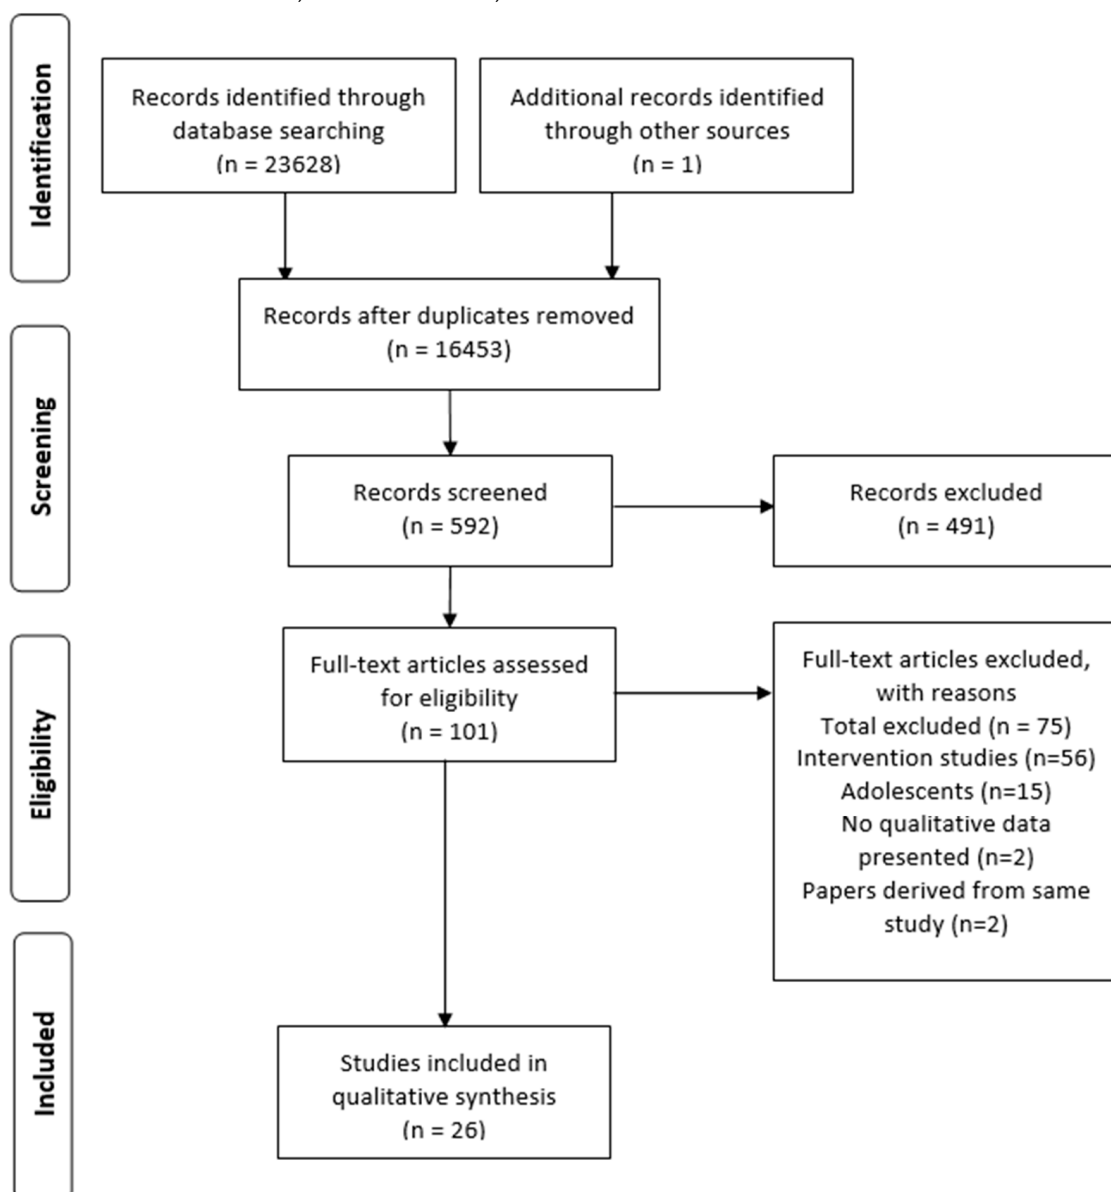 Identification
Records identified through
database searching
(n = 23628)
Additional records identified
through other sources
(n = 1)
Records after duplicates removed
(n = 16453)
Screening
Records screened
(n = 592)
Records excluded
(n = 491)
Eligibility
Full-text articles assessed
for eligibility
(n = 101)
Full-text articles excluded,
with reasons
Total excluded (n = 75)
Intervention studies (n=56)
Adolescents (n=15)
No qualitative data
presented (n=2)
Papers derived from same
study (n=2)
Included
Studies included in
qualitative synthesis
(n = 26)